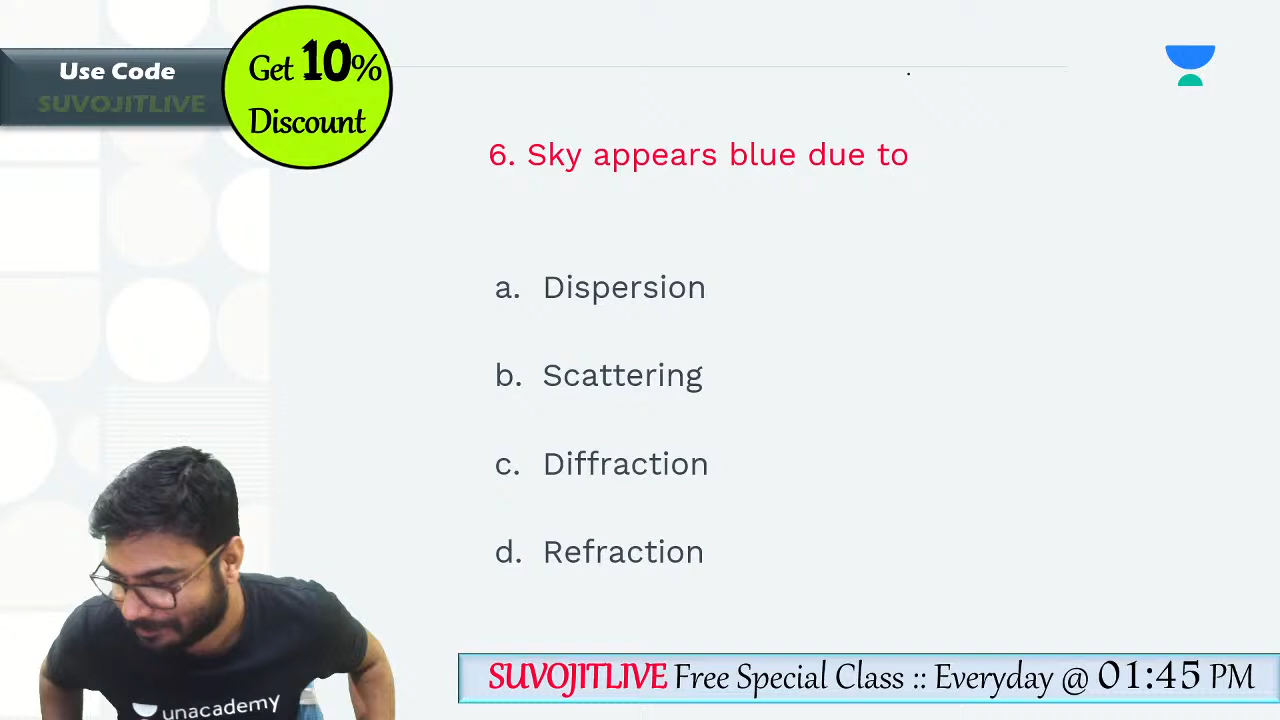 Use Code
SUVOJITLIVE
Get 10%
Discount
6. Sky appears blue due to
a. Dispersion
b. Scattering
c. Diffraction
d. Refraction
unacademy
SUVOJITLIVE Free Special Class :: Everyday @ 01:45 PM